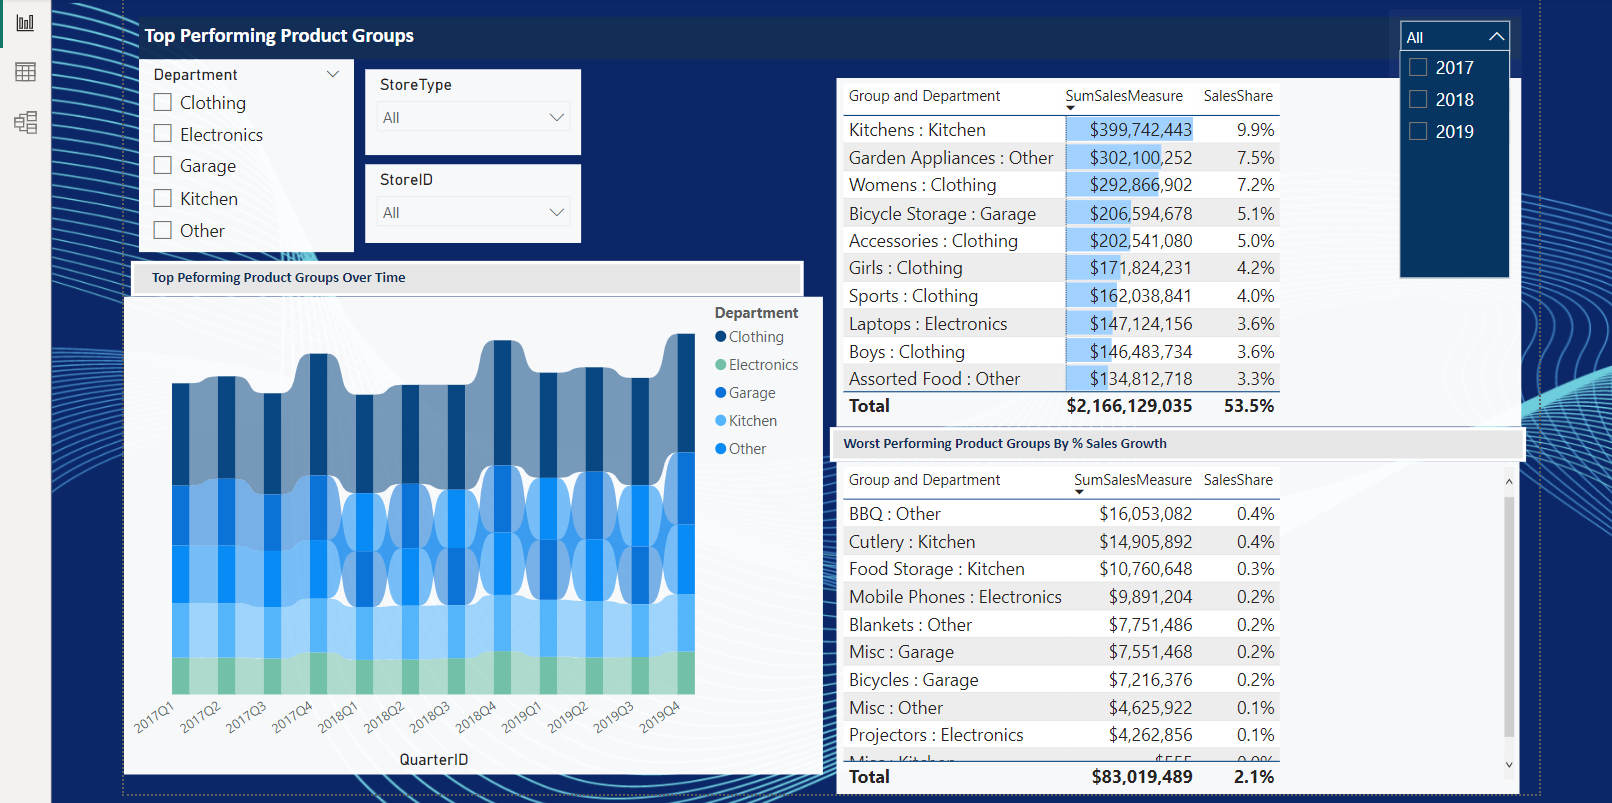 Top Performing Product Groups
All
2017
2018
2019
Department
Clothing
Electronics
Garage
Kitchen
Other
StoreType
All
StoreID
All
Group and Department SumSalesMeasure SalesShare
Kitchens : Kitchen $399,742,443 9.9%
Garden Appliances : Other $302,100,252 7.5%
Womens : Clothing $292,866,902 7.2%
Bicycle Storage : Garage $206,594,678 5.1%
Accessories : Clothing $202,541,080 5.0%
Girls : Clothing $171,824,231 4.2%
Sports : Clothing $162,038,841 4.0%
Laptops : Electronics $147,124,156 3.6%
Boys : Clothing $146,483,734 3.6%
Assorted Food : Other $134,812,718 3.3%
Total $2,166,129,035 53.5%
Top Peforming Product Groups Over Time
Department
Clothing
Electronics
Garage
Kitchen
Other
2017Q1 2017Q2 2017Q3 2017Q4 2018Q1 2018Q2 2018Q3 2018Q4 2019Q1 2019Q2 2019Q3 2019Q4
QuarterID
Worst Performing Product Groups By % Sales Growth
Group and Department SumSalesMeasure SalesShare
BBQ : Other $16,053,082 0.4%
Cutlery : Kitchen $14,905,892 0.4%
Food Storage : Kitchen $10,760,648 0.3%
Mobile Phones : Electronics $9,891,204 0.2%
Blankets : Other $7,751,486 0.2%
Misc : Garage $7,551,468 0.2%
Bicycles : Garage $7,216,376 0.2%
Misc : Other $4,625,922 0.1%
Projectors : Electronics $4,262,856 0.1%
Misc : Kitchen $555 0.0%
Total $83,019,489 2.1%